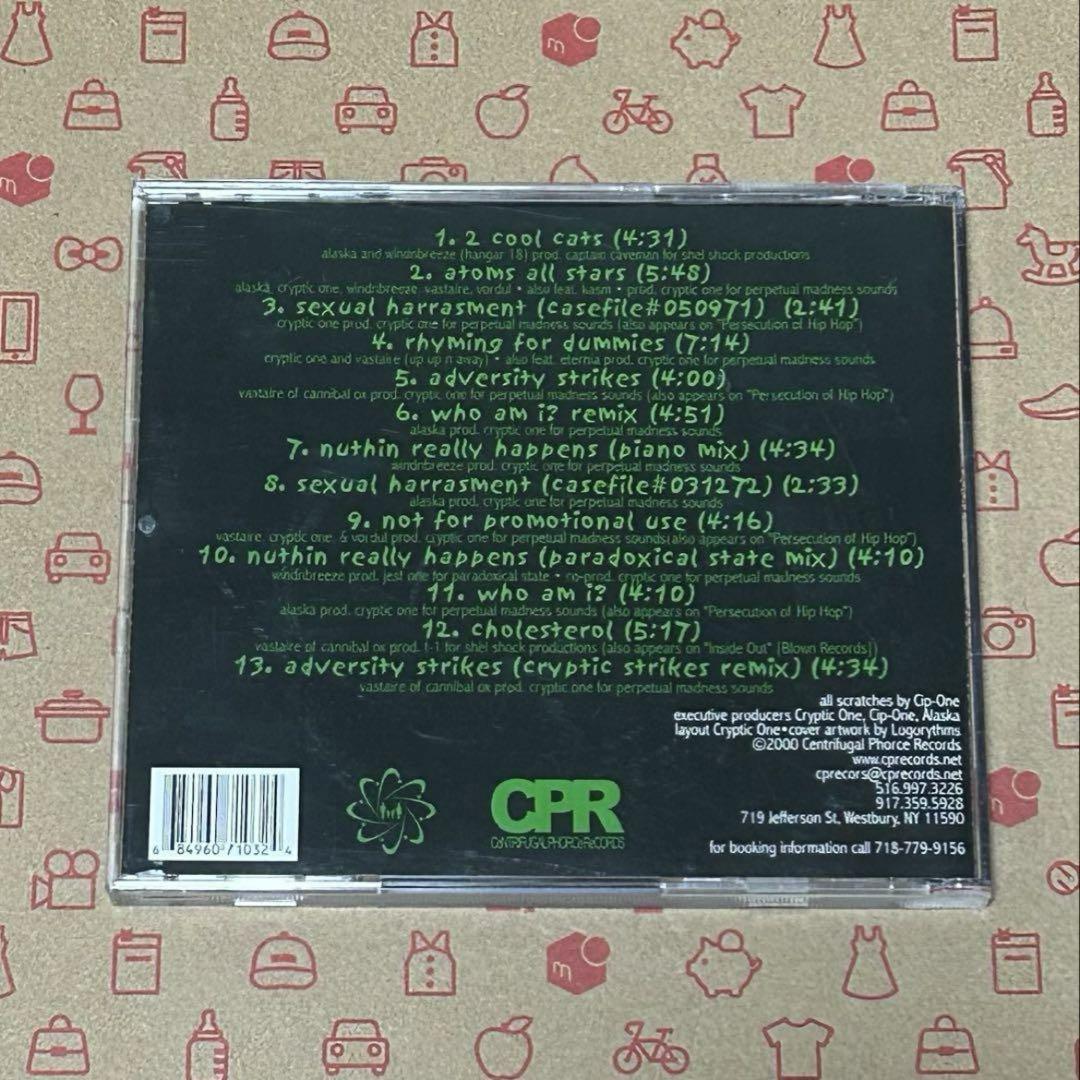 1. 2 cool cats (4:31)
alaska and windnbreeze (hangar 18) prod. captain caveman for shel shock productions
2. atoms all stars (5:48)
alaska, cryptic one, windnbreeze, vastaire, vordul • also feat. kasm • prod. cryptic one for perpetual madness sounds
3. sexual harrasment (casefile#050971) (2:41)
cryptic one prod. cryptic one for perpetual madness sounds (also appears on "Persecution of Hip Hop")
4. rhyming for dummies (7:14)
cryptic one and vastaire (up up n away) • also feat. eternia prod. cryptic one for perpetual madness sounds
5. adversity strikes (4:00)
vastaire of cannibal ox prod. cryptic one for perpetual madness sounds (also appears on "Persecution of Hip Hop")
6. who am i? remix (4:51)
alaska prod. cryptic one for perpetual madness sounds
7. nuthin really happens (piano mix) (4:34)
windnbreeze prod. cryptic one for perpetual madness sounds
8. sexual harrasment (casefile#031272) (2:33)
alaska prod. cryptic one for perpetual madness sounds
9. not for promotional use (4:16)
vastaire, cryptic one, & vordul prod. cryptic one for perpetual madness sounds(also appears on "Persecution of Hip Hop")
10. nuthin really happens (paradoxical state mix) (4:10)
windnbreeze prod. jest one for paradoxical state • co-prod. cryptic one for perpetual madness sounds
11. who am i? (4:10)
alaska prod. cryptic one for perpetual madness sounds (also appears on "Persecution of Hip Hop")
12. cholesterol (5:17)
vastaire of cannibal ox prod. 1-1 for shel shock productions (also appears on "Inside Out" [Blown Records])
13. adversity strikes (cryptic strikes remix) (4:34)
vastaire of cannibal ox prod. cryptic one for perpetual madness sounds
all scratches by Cip-One
executive producers Cryptic One, Cip-One, Alaska
layout Cryptic One•cover artwork by Logorythms
©2000 Centrifugal Phorce Records
www.cprecords.net
cprecors@cprecords.net
516.997.3226
917.359.5928
719 Jefferson St. Westbury, NY 11590
for booking information call 718-779-9156
CPR
CENTRIFUGALPHORCERECORDS
6 84960 71032 4